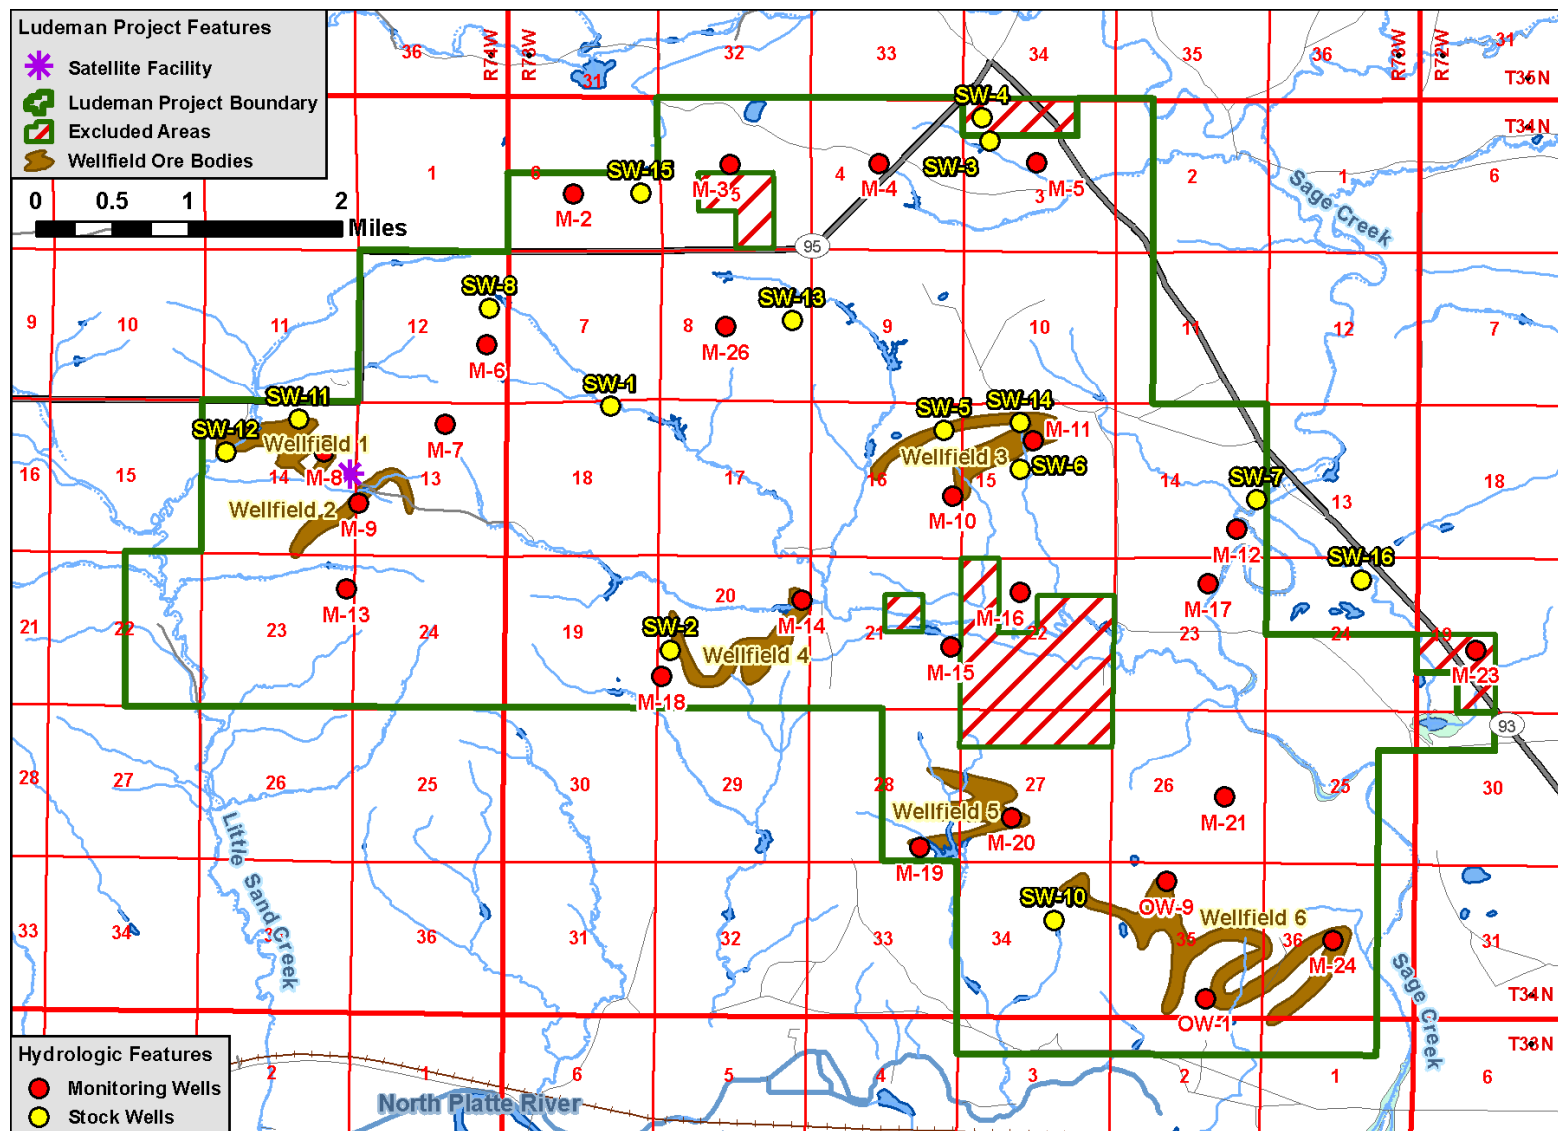 Ludeman Project Features
Satellite Facility
Ludeman Project Boundary
Excluded Areas
Wellfield Ore Bodies
0 0.5 1 2
Miles
36 R74W R73W 31 32 33 34 35 36 R73W R72W 31
T35N
T34N
1 6 SW-15 M-3 5 4 M-4 SW-4 SW-3 M-5 3 2 1 6
M-2
Sage Creek
95
9 10 11 12 SW-8 M-6 7 8 M-26 SW-13 9 10 11 12 7
SW-1
SW-11
SW-12
Wellfield 1
M-7
SW-5
SW-14
M-11
Wellfield 3
SW-6
16 15 14 M-8 13 18 17 16 15 14 SW-7 13 18
Wellfield 2
M-9
M-10
M-12
SW-16
M-13
M-14
M-16
M-17
21 22 23 24 19 20 21 22 23 24 19
SW-2
Wellfield 4
M-15
M-18
M-23
93
28 27 26 25 30 29 28 27 26 25 30
Wellfield 5
M-20
M-21
M-19
Little Sand Creek
SW-10
OW-9
Wellfield 6
33 34 36 31 32 33 34 35 36 31
M-24
OW-1
Sage Creek
T34N
T33N
2 1 6 5 4 3 2 1 6
North Platte River
Hydrologic Features
Monitoring Wells
Stock Wells